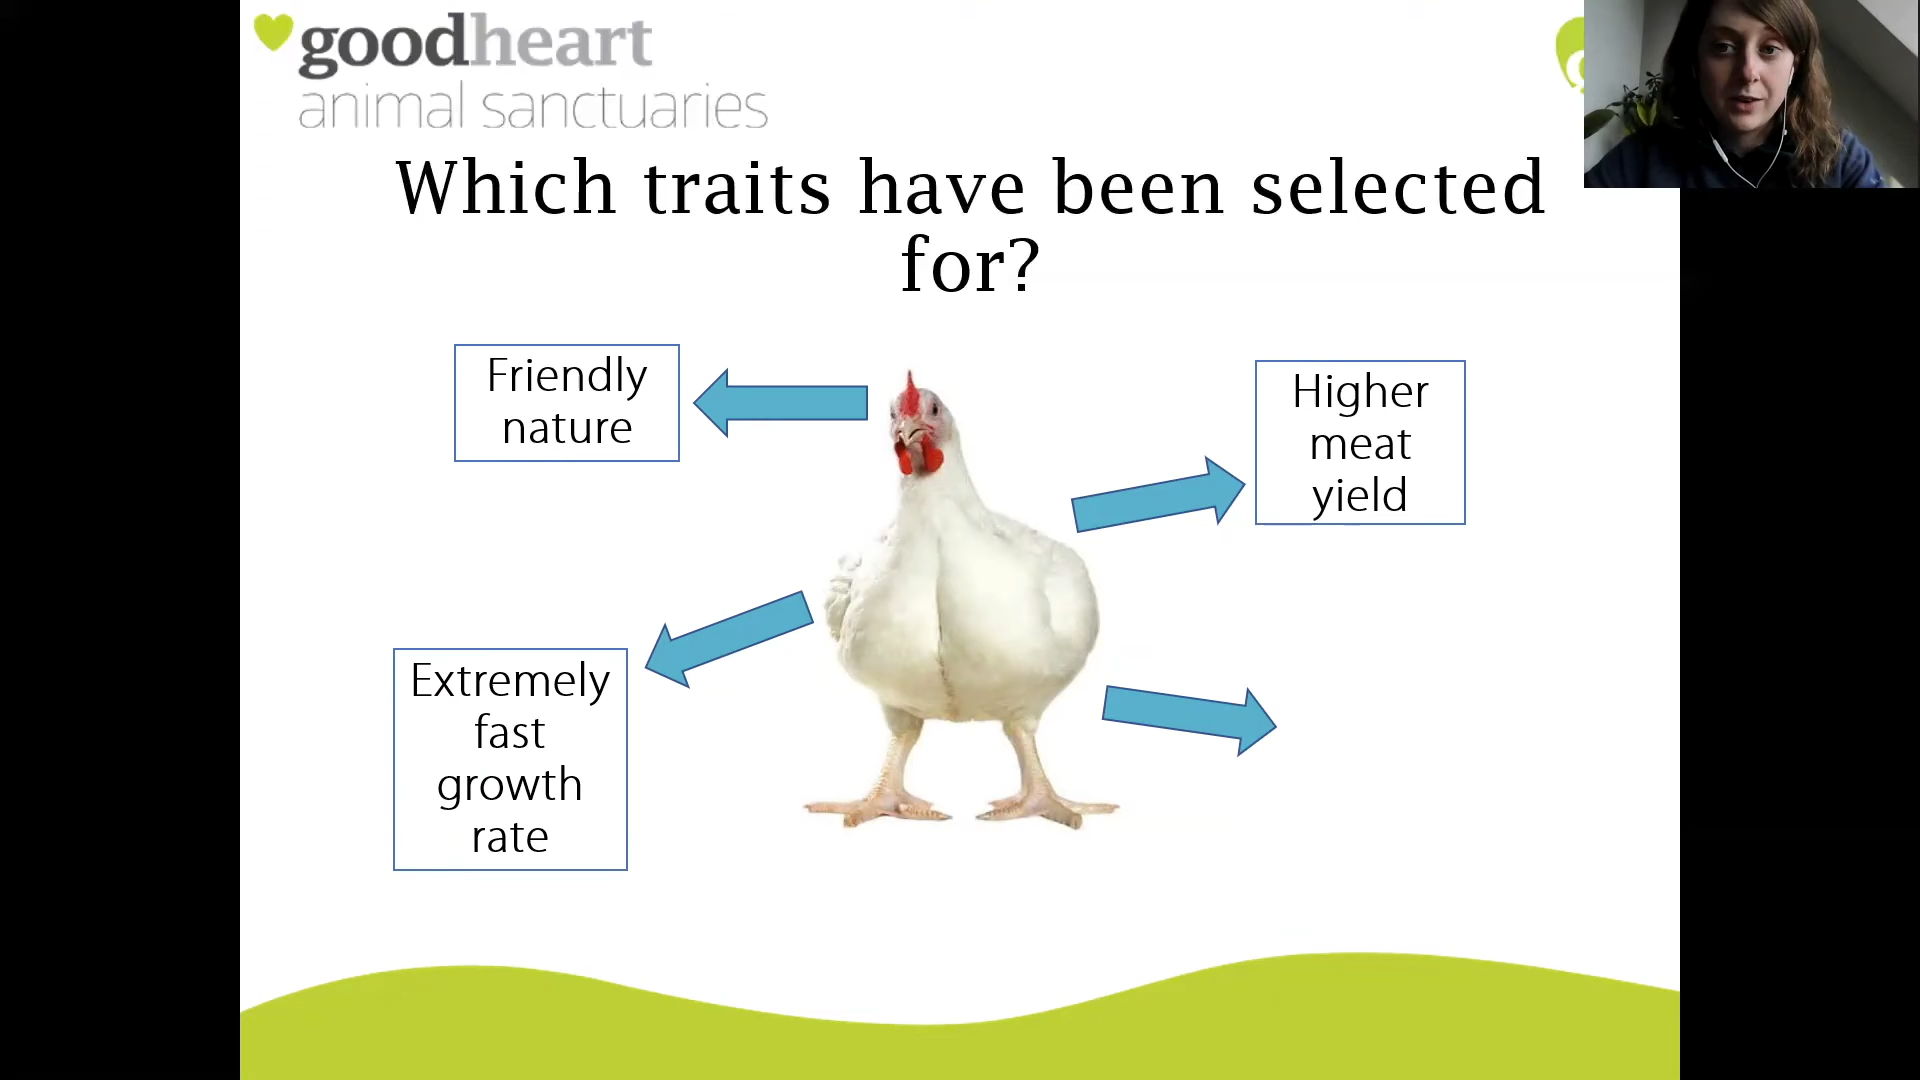 goodheart
animal sanctuaries
Which traits have been selected
for?
Friendly
nature
Higher
meat
yield
Extremely
fast
growth
rate